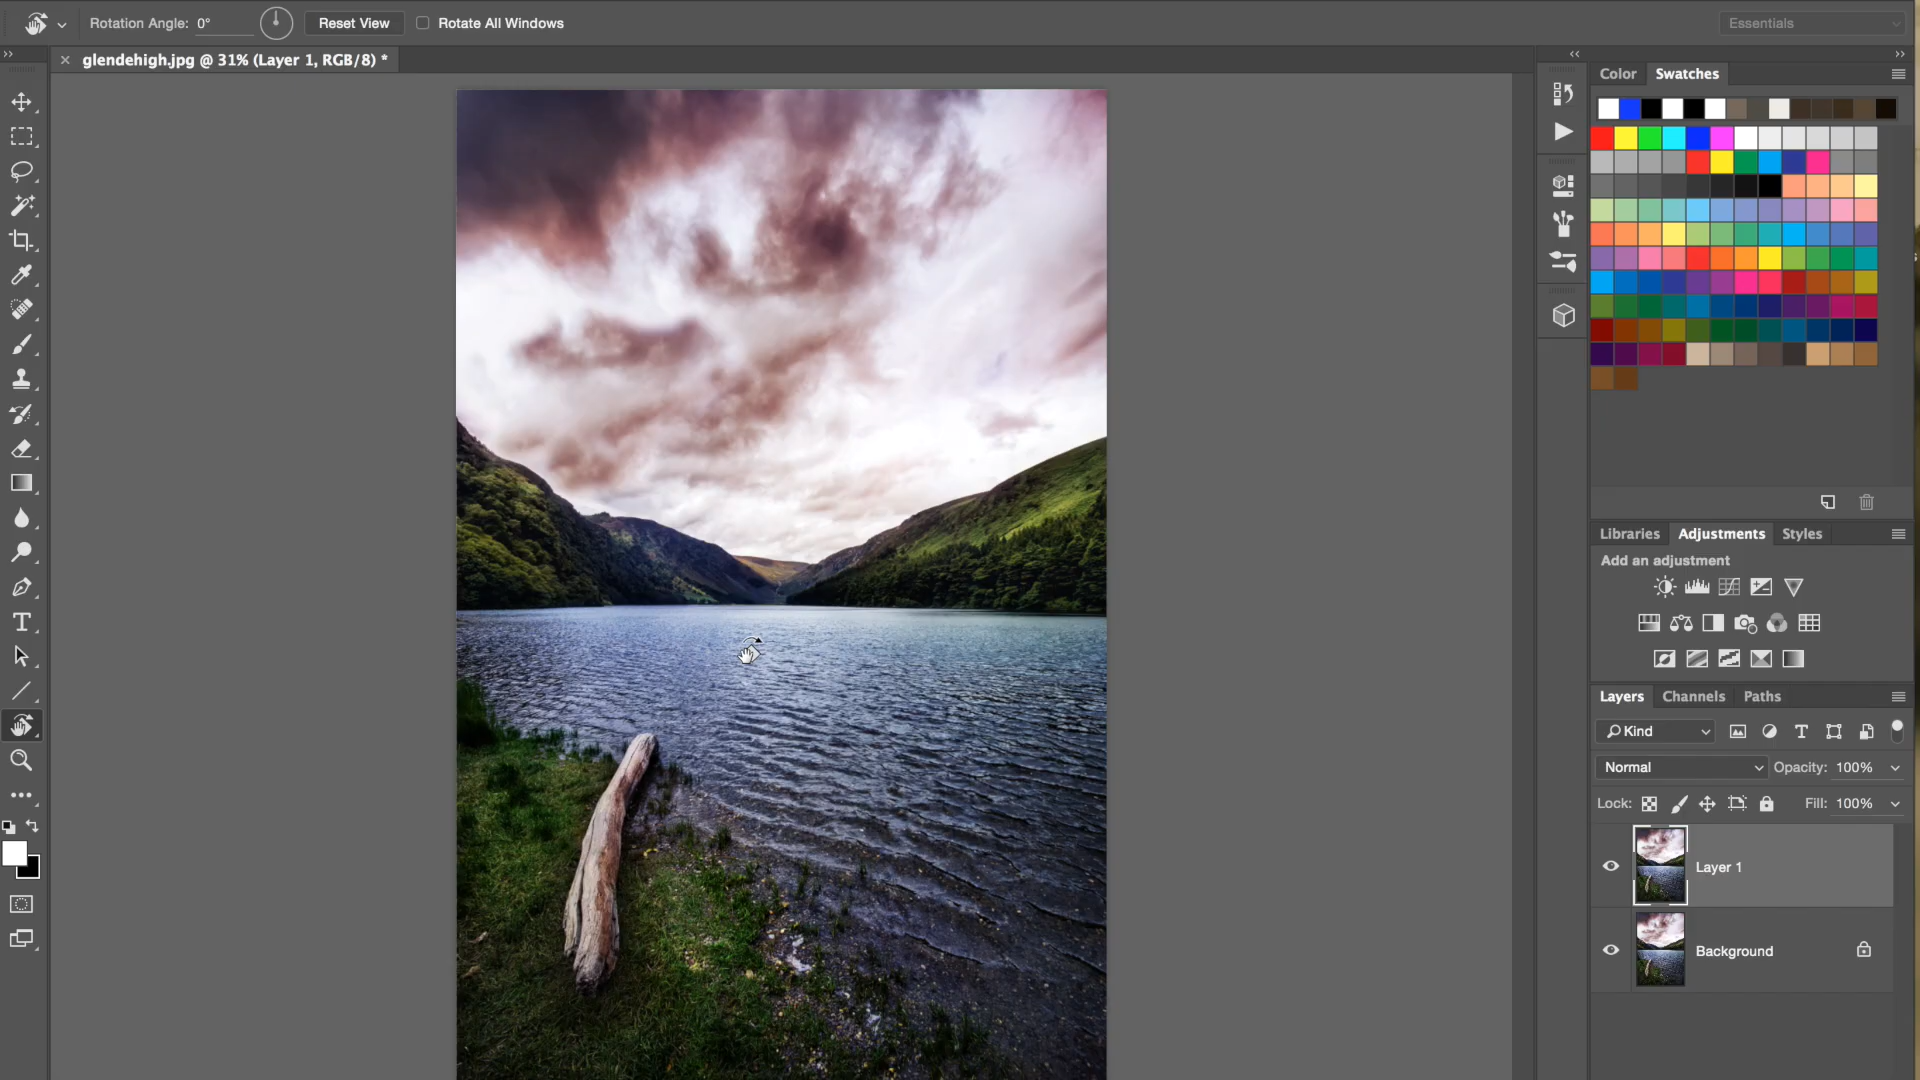 Rotation Angle: 0°
Reset View
Rotate All Windows
Essentials
glendehigh.jpg @ 31% (Layer 1, RGB/8) *
Color
Swatches
Libraries
Adjustments
Styles
Add an adjustment
Layers
Channels
Paths
Kind
Normal
Opacity: 100%
Lock:
Fill: 100%
Layer 1
Background